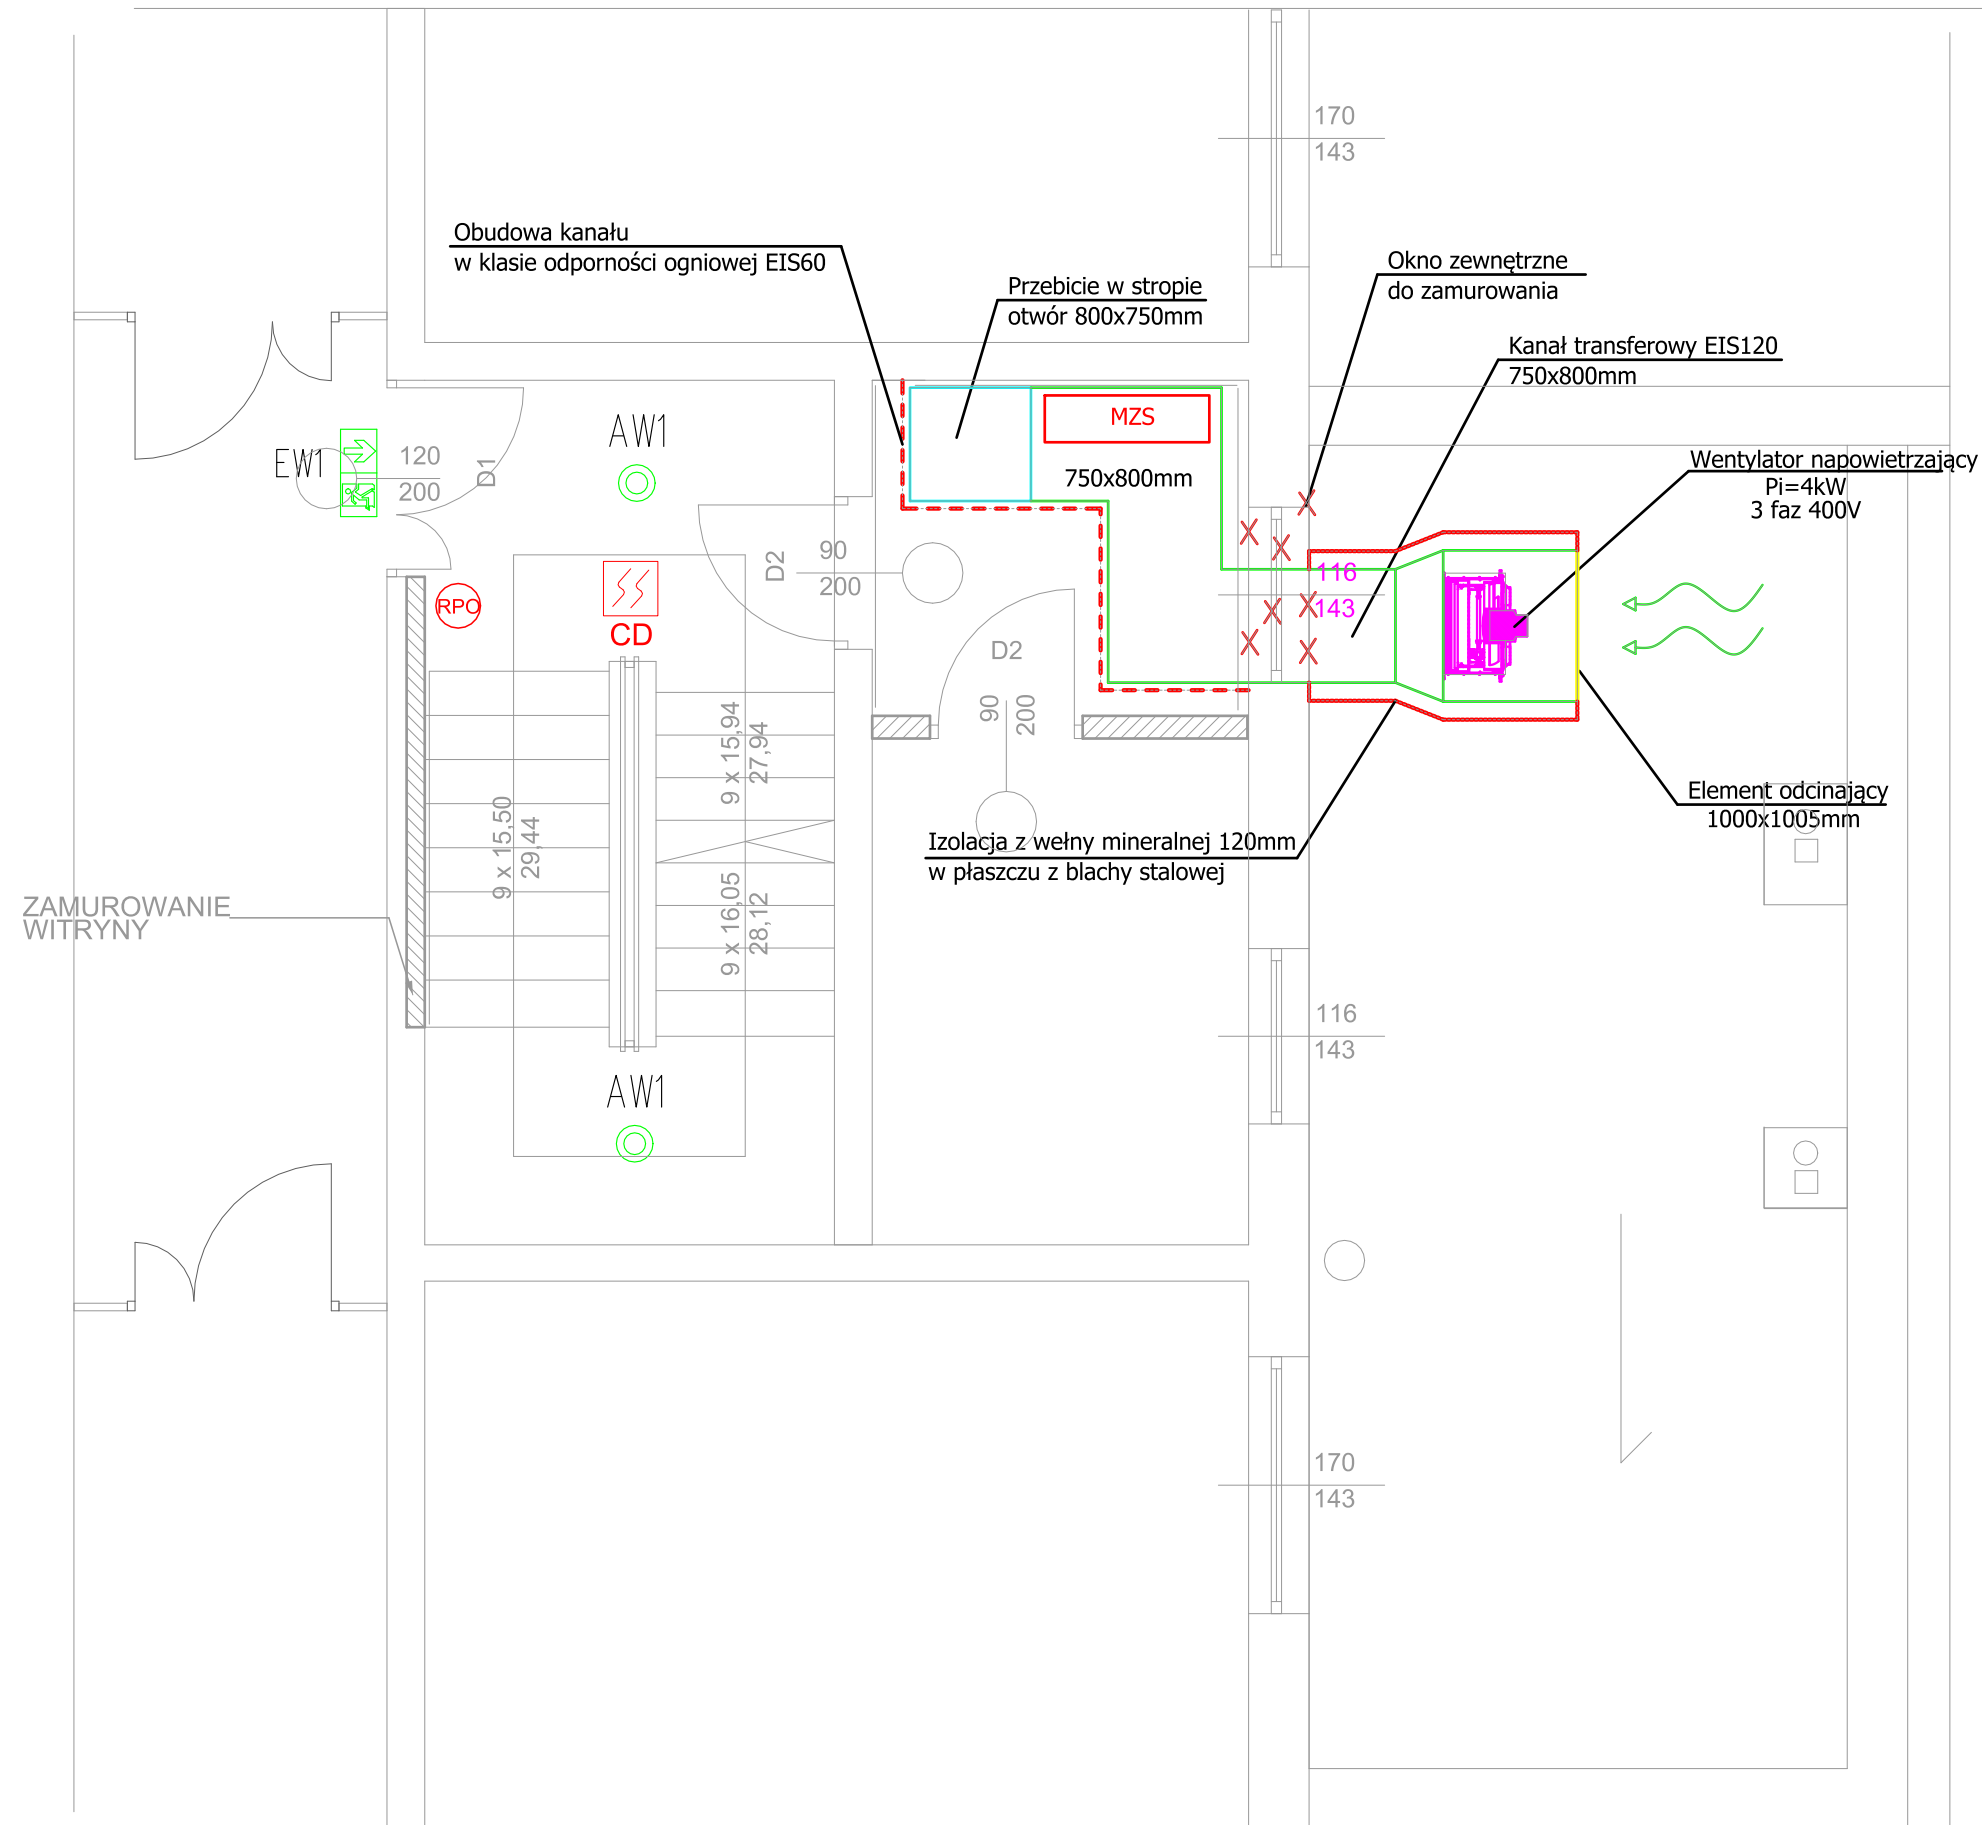 170
143
Obudowa kanału
w klasie odporności ogniowej EIS60
Przebicie w stropie
otwór 800x750mm
Okno zewnętrzne
do zamurowania
Kanał transferowy EIS120
750x800mm
MZS
750x800mm
Wentylator napowietrzający
Pi=4kW
3 faz 400V
AW1
EW1
120
200
D1
D2
90
200
116
143
RPO
CD
D2
90
200
9 x 15,94
27,94
9 x 15,50
29,44
9 x 16,05
28,12
Element odcinający
1000x1005mm
Izolacja z wełny mineralnej 120mm
w płaszczu z blachy stalowej
ZAMUROWANIE
WITRYNY
116
143
AW1
170
143